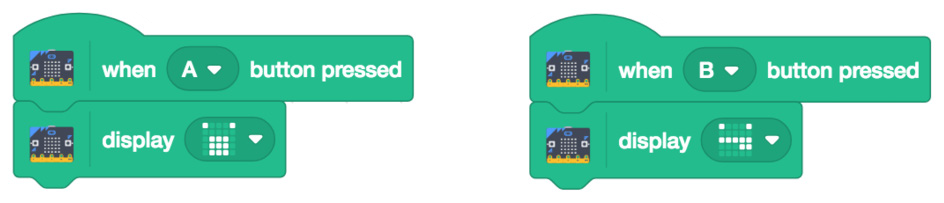 when A button pressed
display
when B button pressed
display